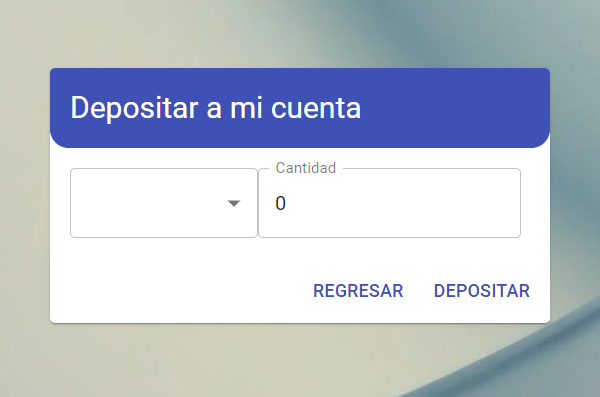 Depositar a mi cuenta
Cantidad
0
REGRESAR DEPOSITAR